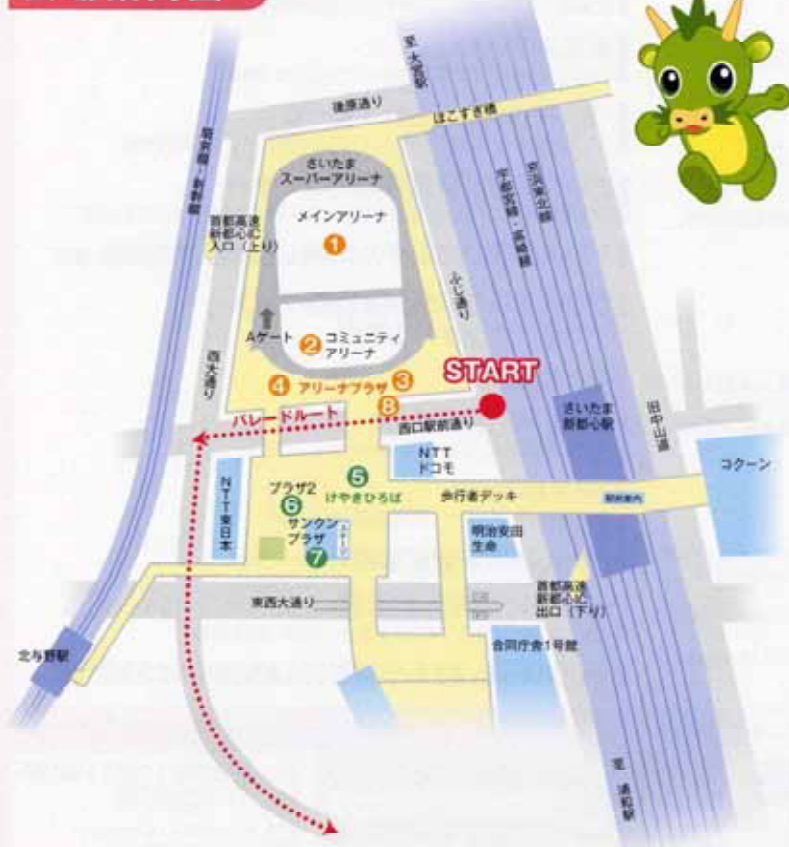 至 大宮駅
後原通り
ほこすぎ橋
埼京線・新幹線
さいたま
スーパーアリーナ
京浜東北線
宇都宮線・高崎線
メインアリーナ
首都高速
新都心IC
入口(上り)
1
ふじ通り
Aゲート
2
コミュニティ
アリーナ
西大通り
START
4
アリーナプラザ
3
8
パレードルート
西口駅前通り
さいたま
新都心駅
旧中山道
NTT
ドコモ
コクーン
NTT東日本
プラザ2
5
けやきひろば
歩行者デッキ
6
サンクン
プラザ
ステージ
明治安田
生命
7
首都高速
新都心IC
出口(下り)
東西大通り
北与野駅
合同庁舎1号館
至 浦和駅